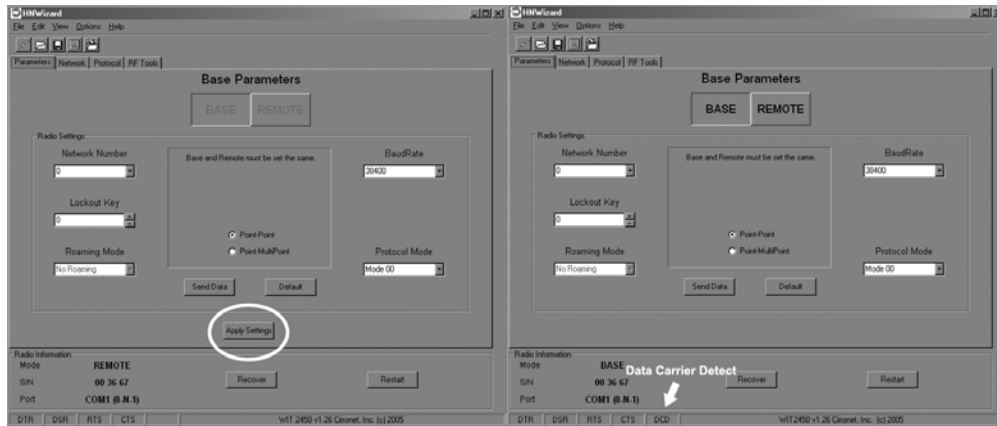 HNWizard
File Edit View Options Help
Parameters Network Protocol RF Tools
Base Parameters
BASE REMOTE
Radio Settings
Network Number
0
Base and Remote must be set the same.
BaudRate
38400
Lockout Key
0
Point-Point
Point-MultiPoint
Roaming Mode
No Roaming
Protocol Mode
Mode 00
Send Data Default
Apply Settings
Radio Information
Mode REMOTE
S/N 00 36 67
Recover Restart
Port COM1 (8-N-1)
DTR DSR RTS CTS WIT2450 v1.26 Cirronet, Inc. (c) 2005
HNWizard
File Edit View Options Help
Parameters Network Protocol RF Tools
Base Parameters
BASE REMOTE
Radio Settings
Network Number
0
Base and Remote must be set the same.
BaudRate
38400
Lockout Key
0
Point-Point
Point-MultiPoint
Roaming Mode
No Roaming
Protocol Mode
Mode 00
Send Data Default
Radio Information
Mode BASE
Data Carrier Detect
S/N 00 36 67
Recover Restart
Port COM1 (8-N-1)
DTR DSR RTS CTS DCD WIT2450 v1.26 Cirronet, Inc. (c) 2005